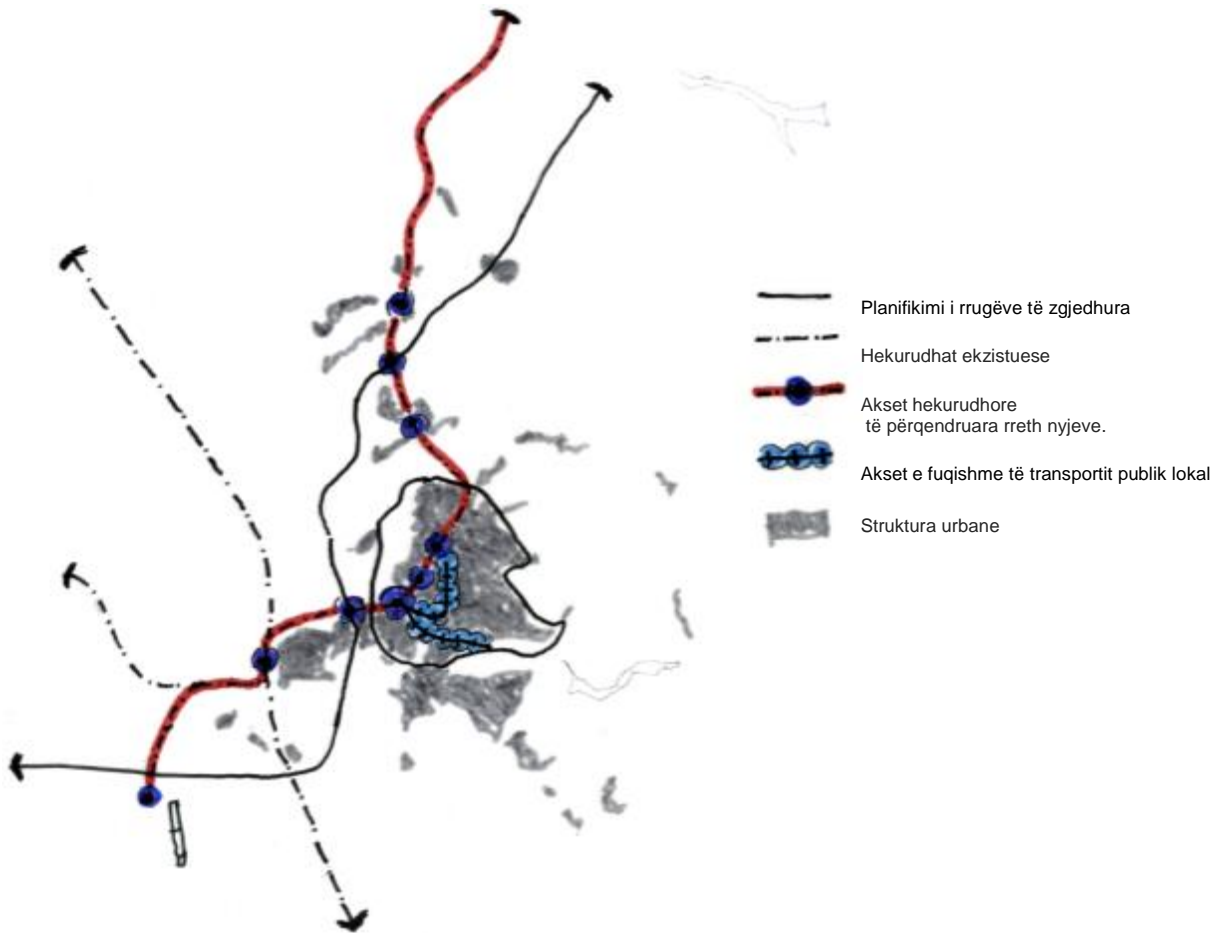 Planifikimi i rrugëve të zgjedhura
Hekurudhat ekzistuese
Akset hekurudhore
të përqendruara rreth nyjeve.
Akset e fuqishme të transportit publik lokal
Struktura urbane